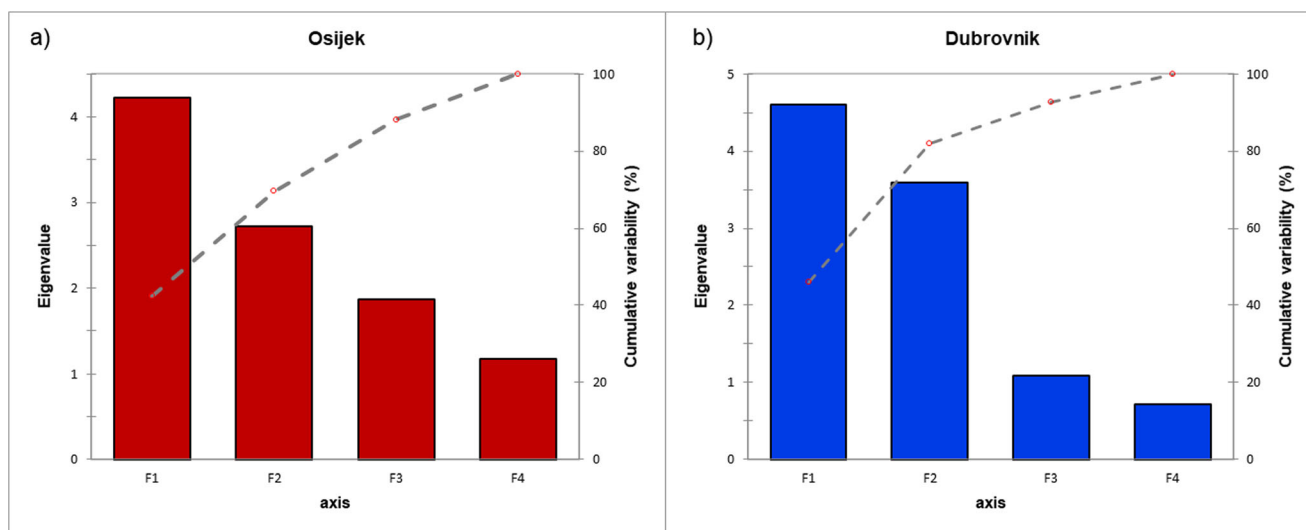 a) Osijek
Eigenvalue
4
3
2
1
0
100
80
60
40
20
0
Cumulative variability (%)
F1 F2 F3 F4
axis
b) Dubrovnik
Eigenvalue
5
4
3
2
1
0
100
80
60
40
20
0
Cumulative variability (%)
F1 F2 F3 F4
axis